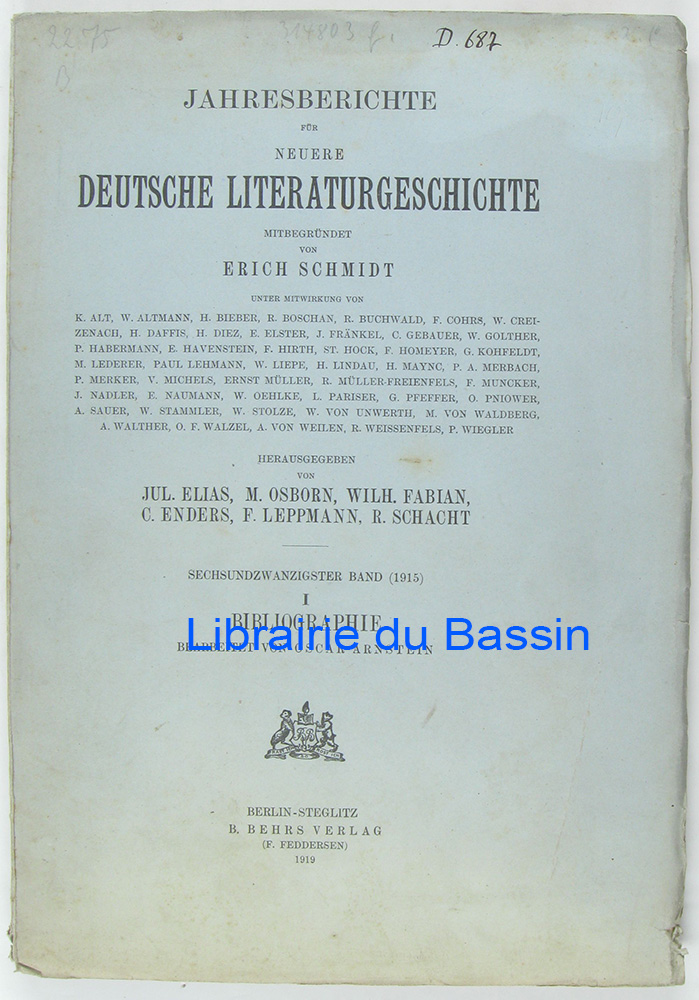 2275
314803 f.
D. 687
B
JAHRESBERICHTE
FÜR
NEUERE
DEUTSCHE LITERATURGESCHICHTE
MITBEGRÜNDET
VON
ERICH SCHMIDT
UNTER MITWIRKUNG VON
K. ALT, W. ALTMANN, H. BIEBER, R. BOSCHAN, R. BUCHWALD, F. COHRS, W. CREI-
ZENACH, H. DAFFIS, H. DIEZ, E. ELSTER, J. FRÄNKEL, C. GEBAUER, W. GOLTHER,
P. HABERMANN, E. HAVENSTEIN, F. HIRTH, ST. HOCK, F. HOMEYER, G. KOHFELDT,
M. LEDERER, PAUL LEHMANN, W. LIEPE, H. LINDAU, H. MAYNC, P. A. MERBACH,
P. MERKER, V. MICHELS, ERNST MÜLLER, R. MÜLLER-FREIENFELS, F. MUNCKER,
J. NADLER, E. NAUMANN, W. OEHLKE, L. PARISER, G. PFEFFER, O. PNIOWER,
A. SAUER, W. STAMMLER, W. STOLZE, W. VON UNWERTH, M. VON WALDBERG,
A. WALTHER, O. F. WALZEL, A. VON WEILEN, R. WEISSENFELS, P. WIEGLER
HERAUSGEGEBEN
VON
JUL. ELIAS, M. OSBORN, WILH. FABIAN,
C. ENDERS, F. LEPPMANN, R. SCHACHT
SECHSUNDZWANZIGSTER BAND (1915)
I
BIBLIOGRAPHIE
Librairie du Bassin
BEARBEITET VON OSCAR ARNSTEIN
BERLIN-STEGLITZ
B. BEHRS VERLAG
(F. FEDDERSEN)
1919